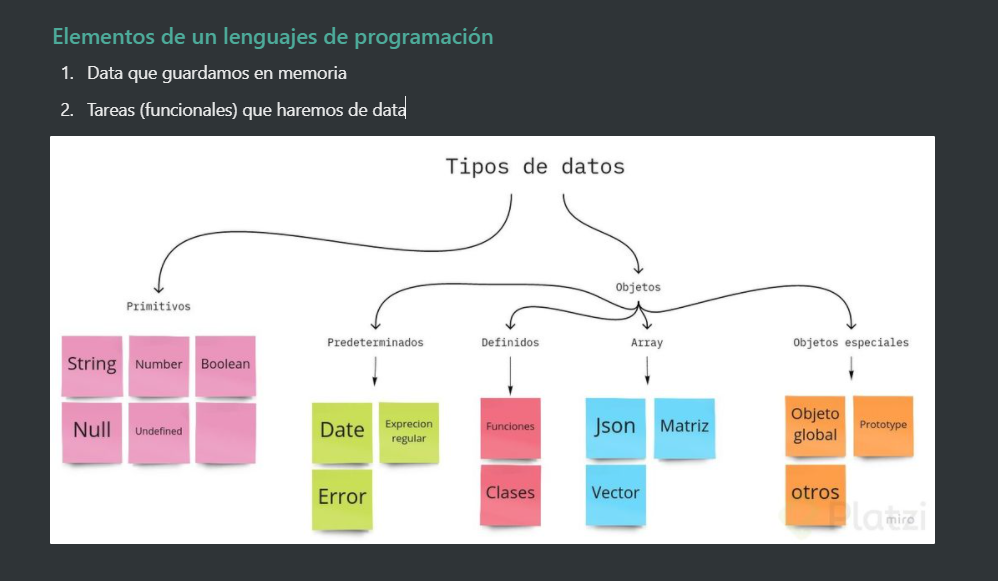 Elementos de un lenguajes de programación
1. Data que guardamos en memoria
2. Tareas (funcionales) que haremos de data
Tipos de datos
Primitivos
String
Number
Boolean
Null
Undefined
Objetos
Predeterminados
Date
Exprecion
regular
Error
Definidos
Funciones
Clases
Array
Json
Matriz
Vector
Objetos especiales
Objeto
global
Prototype
otros
Platzi
miro